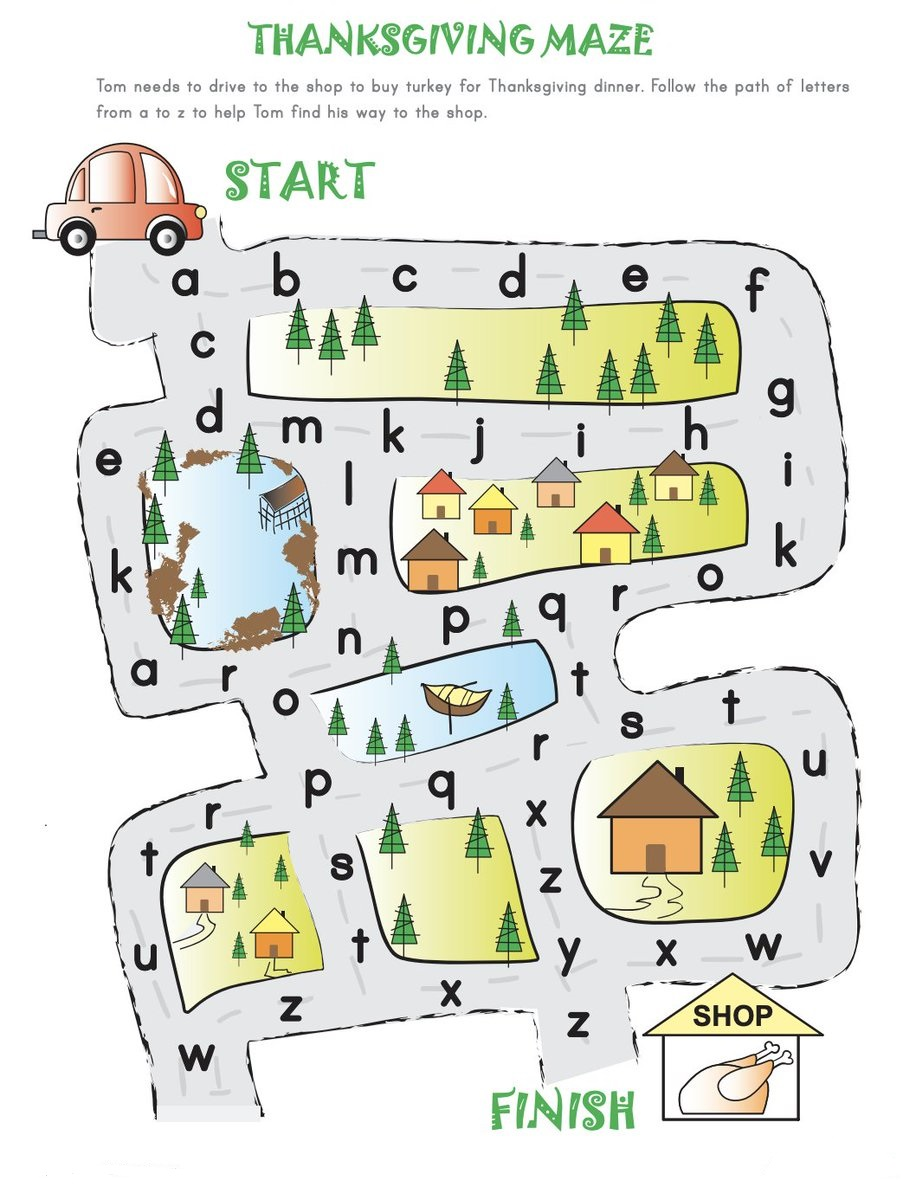 THANKSGIVING MAZE
Tom needs to drive to the shop to buy turkey for Thanksgiving dinner. Follow the path of letters
from a to z to help Tom find his way to the shop.
START
a b c d e f
c
g
d m k j i h
e l i
k m k
o
n p q r
a r o t
s t
r u
p q
r x
t s z v
u t y x w
z x
z
w
SHOP
FINISH